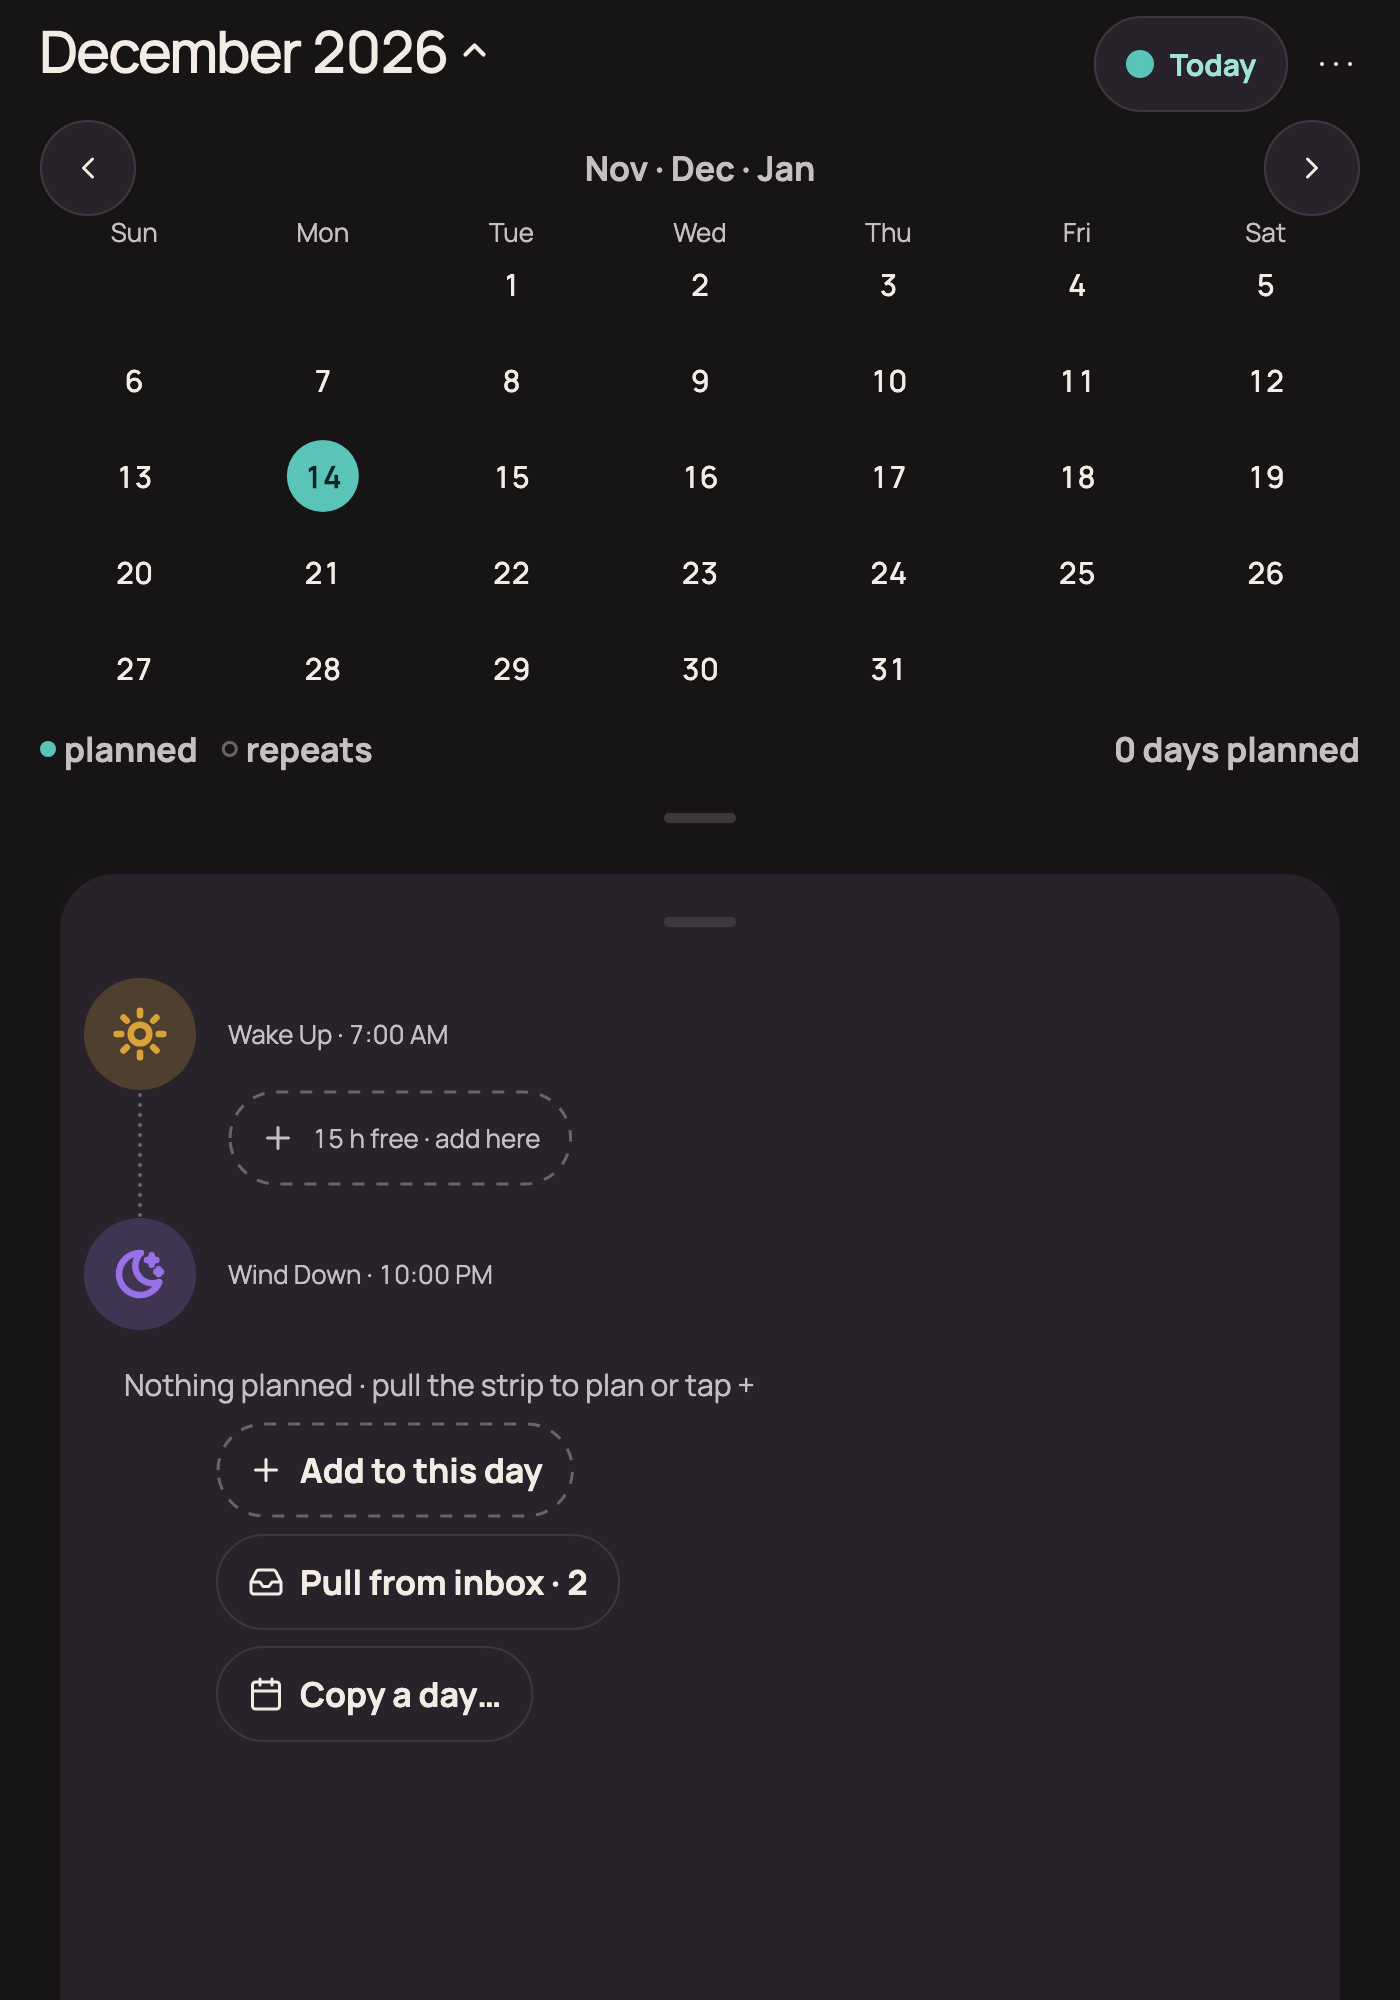 December 2026
Today
Nov · Dec · Jan
Sun Mon Tue Wed Thu Fri Sat
1 2 3 4 5
6 7 8 9 10 11 12
13 14 15 16 17 18 19
20 21 22 23 24 25 26
27 28 29 30 31
planned repeats 0 days planned
Wake Up · 7:00 AM
+ 15 h free · add here
Wind Down · 10:00 PM
Nothing planned · pull the strip to plan or tap +
+ Add to this day
Pull from inbox · 2
Copy a day...